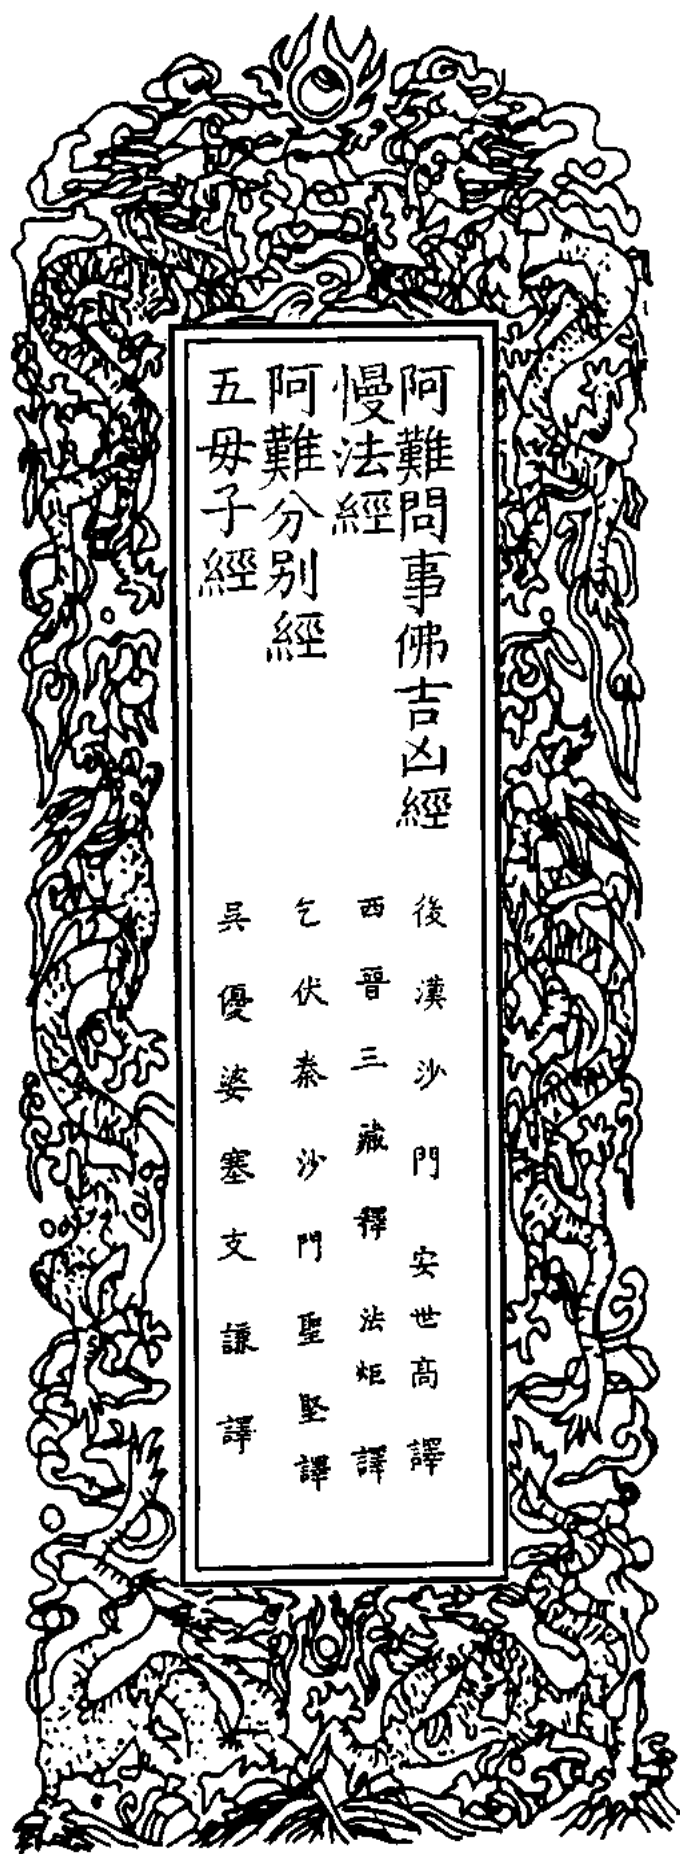 阿難問事佛吉凶經 後漢沙門 安世高 譯
慢法經 西晉三藏釋 法炬 譯
阿難分別經 乞伏秦沙門聖堅譯
五母子經 吳優婆塞支謙譯